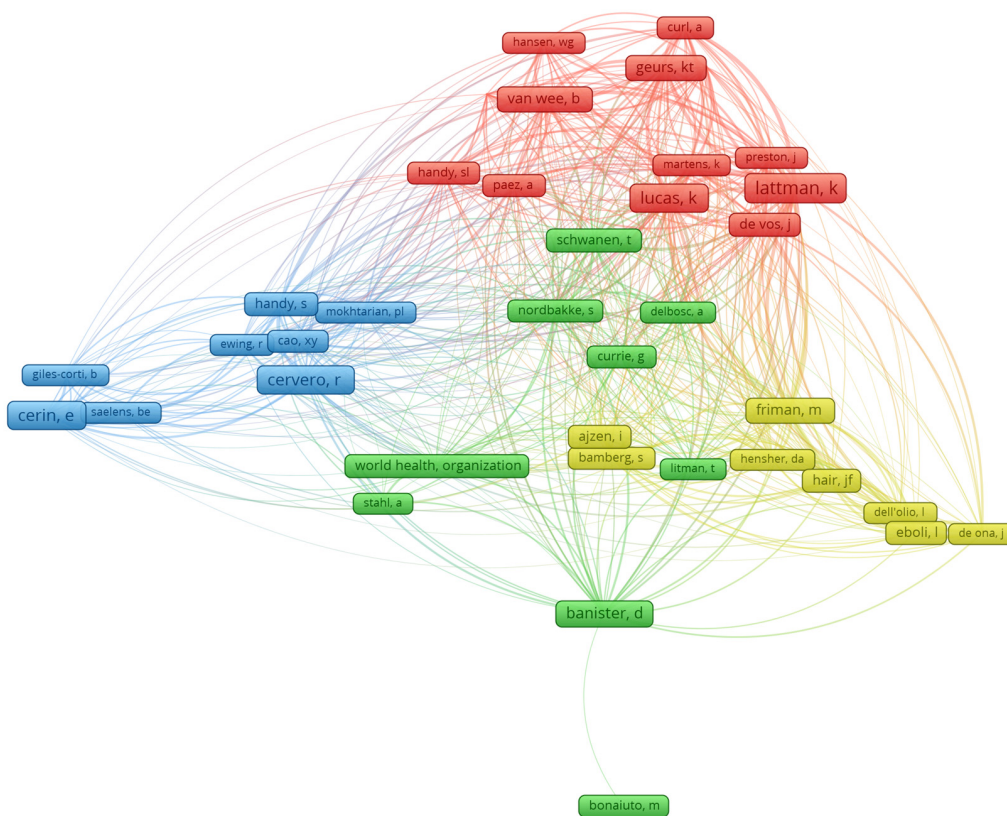 curl, a
hansen, wg
geurs, kt
van wee, b
preston, j
martens, k
handy, sl
paez, a
lattman, k
lucas, k
de vos, j
schwanen, t
handy, s
mokhtarian, pl
nordbakke, s
delbosc, a
ewing, r
cao, xy
currie, g
giles-corti, b
cervero, r
cerin, e
saelens, be
friman, m
ajzen, i
bamberg, s
hensher, da
world health, organization
litman, t
hair, jf
stahl, a
dell'olio, l
eboli, l
de ona, j
banister, d
bonaiuto, m